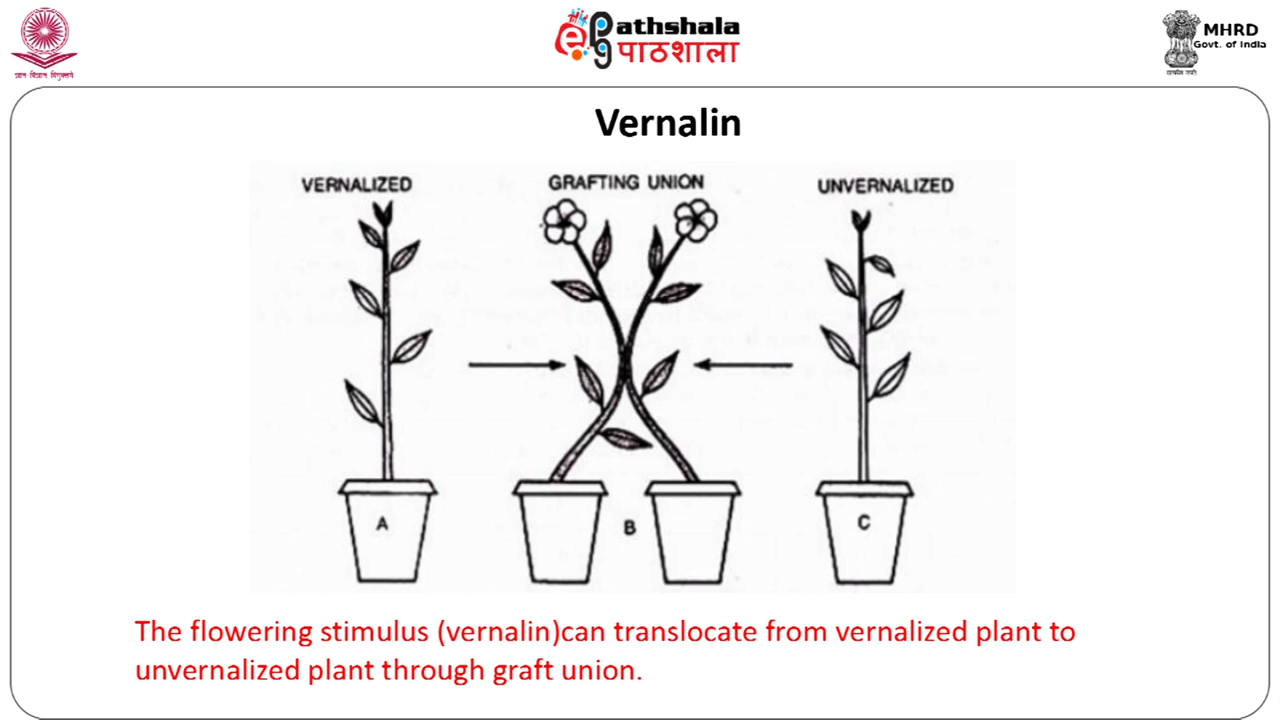 ePathshala
पाठशाला
MHRD
Govt. of India
Vernalin
VERNALIZED
GRAFTING UNION
UNVERNALIZED
A
B
C
The flowering stimulus (vernalin)can translocate from vernalized plant to
unvernalized plant through graft union.